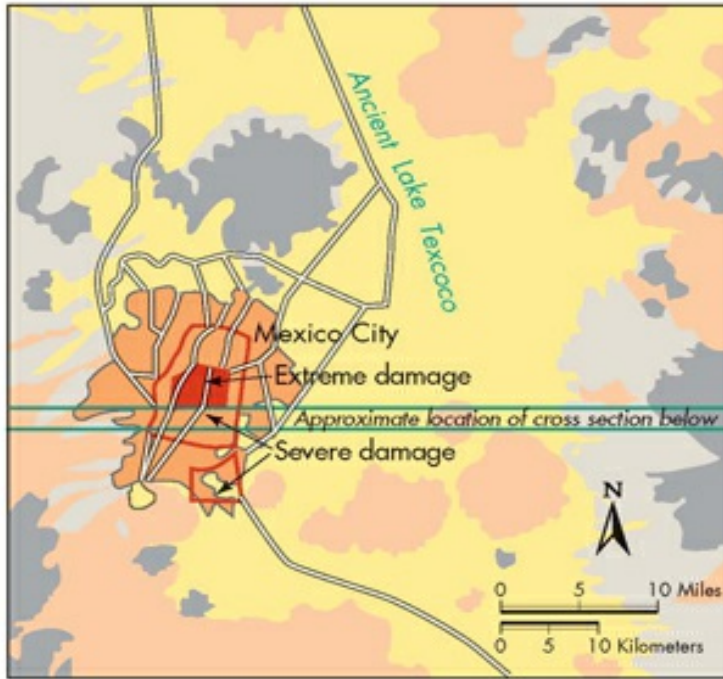 Ancient Lake Texcoco
Mexico City
Extreme damage
Approximate location of cross section below
Severe damage
N
0 5 10 Miles
0 5 10 Kilometers